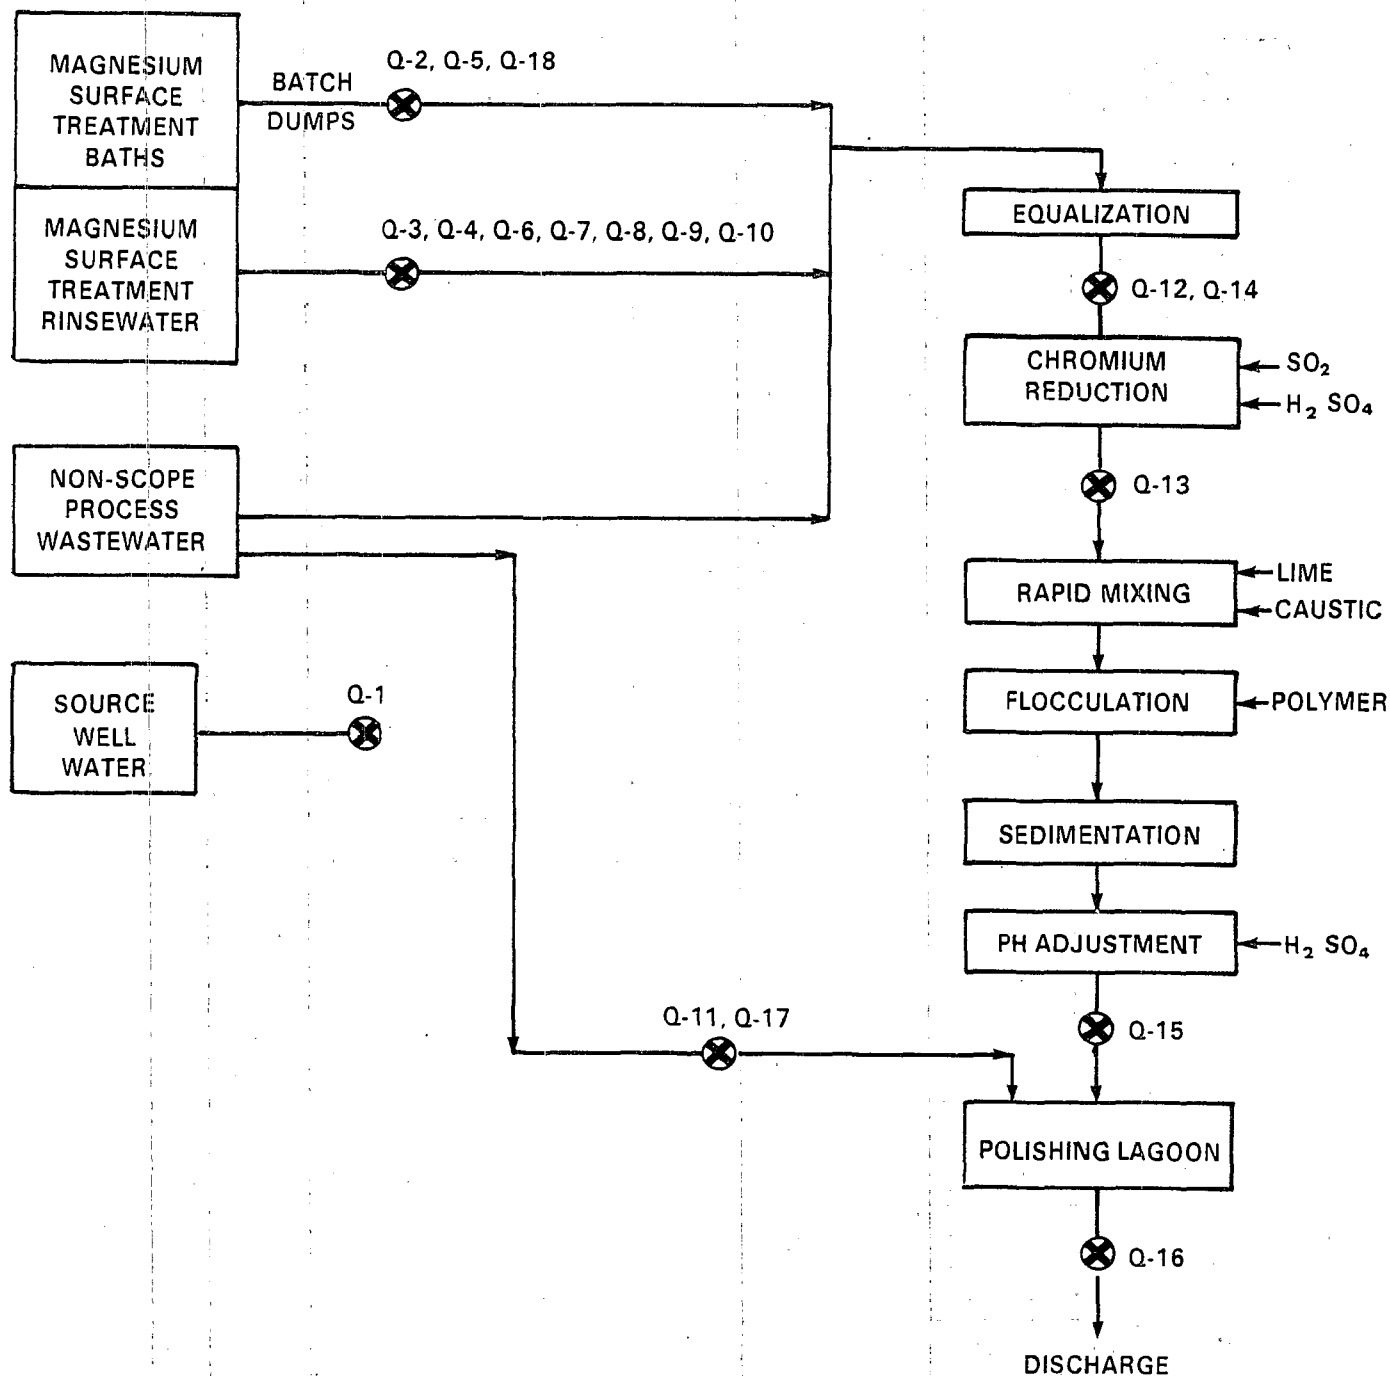 MAGNESIUM
SURFACE
TREATMENT
BATHS
BATCH
DUMPS
Q-2, Q-5, Q-18
MAGNESIUM
SURFACE
TREATMENT
RINSEWATER
Q-3, Q-4, Q-6, Q-7, Q-8, Q-9, Q-10
NON-SCOPE
PROCESS
WASTEWATER
SOURCE
WELL
WATER
Q-1
Q-11, Q-17
EQUALIZATION
Q-12, Q-14
CHROMIUM
REDUCTION
SO₂
H₂ SO₄
Q-13
RAPID MIXING
LIME
CAUSTIC
FLOCCULATION
POLYMER
SEDIMENTATION
PH ADJUSTMENT
H₂ SO₄
Q-15
POLISHING LAGOON
Q-16
DISCHARGE